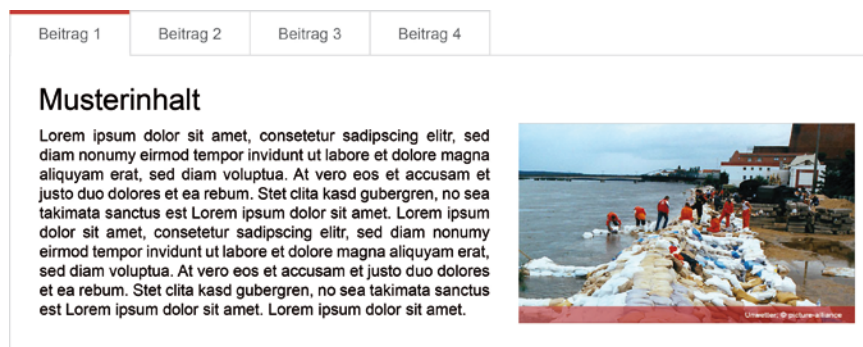 Beitrag 1 Beitrag 2 Beitrag 3 Beitrag 4
Musterinhalt
Lorem ipsum dolor sit amet, consetetur sadipscing elitr, sed
diam nonumy eirmod tempor invidunt ut labore et dolore magna
aliquyam erat, sed diam voluptua. At vero eos et accusam et
justo duo dolores et ea rebum. Stet clita kasd gubergren, no sea
takimata sanctus est Lorem ipsum dolor sit amet. Lorem ipsum
dolor sit amet, consetetur sadipscing elitr, sed diam nonumy
eirmod tempor invidunt ut labore et dolore magna aliquyam erat,
sed diam voluptua. At vero eos et accusam et justo duo dolores
et ea rebum. Stet clita kasd gubergren, no sea takimata sanctus
est Lorem ipsum dolor sit amet. Lorem ipsum dolor sit amet.
Unwetter; © picture-alliance